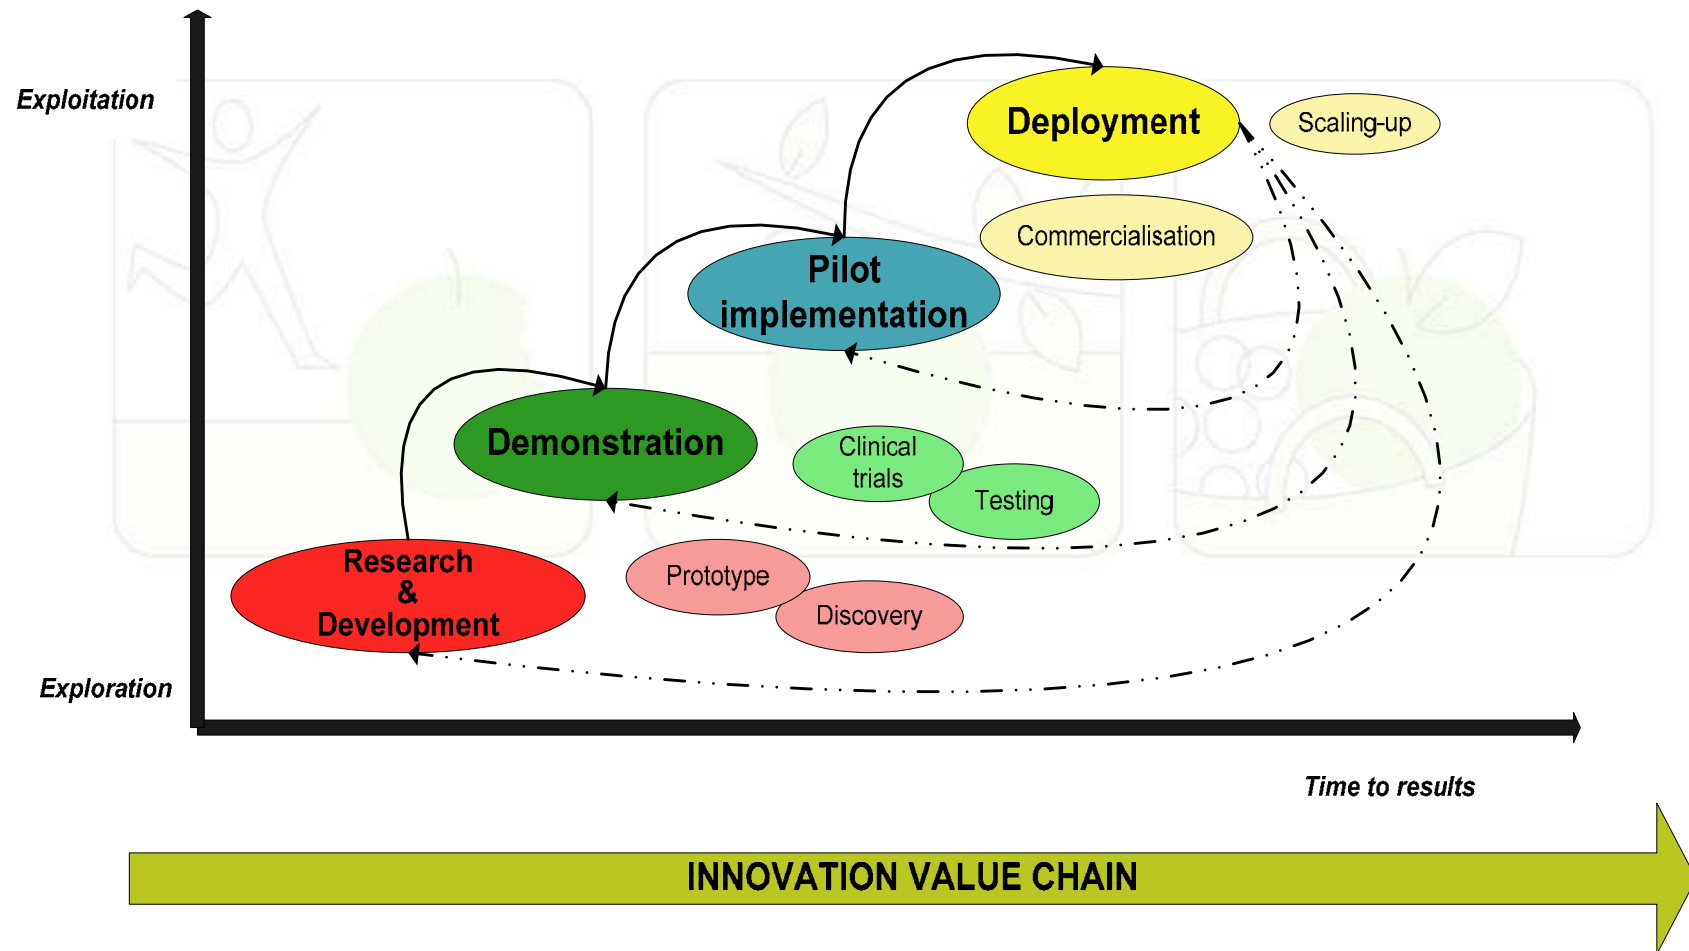 Exploitation
Deployment
Scaling-up
Commercialisation
Pilot
implementation
Demonstration
Clinical
trials
Testing
Research
&
Development
Prototype
Discovery
Exploration
Time to results
INNOVATION VALUE CHAIN